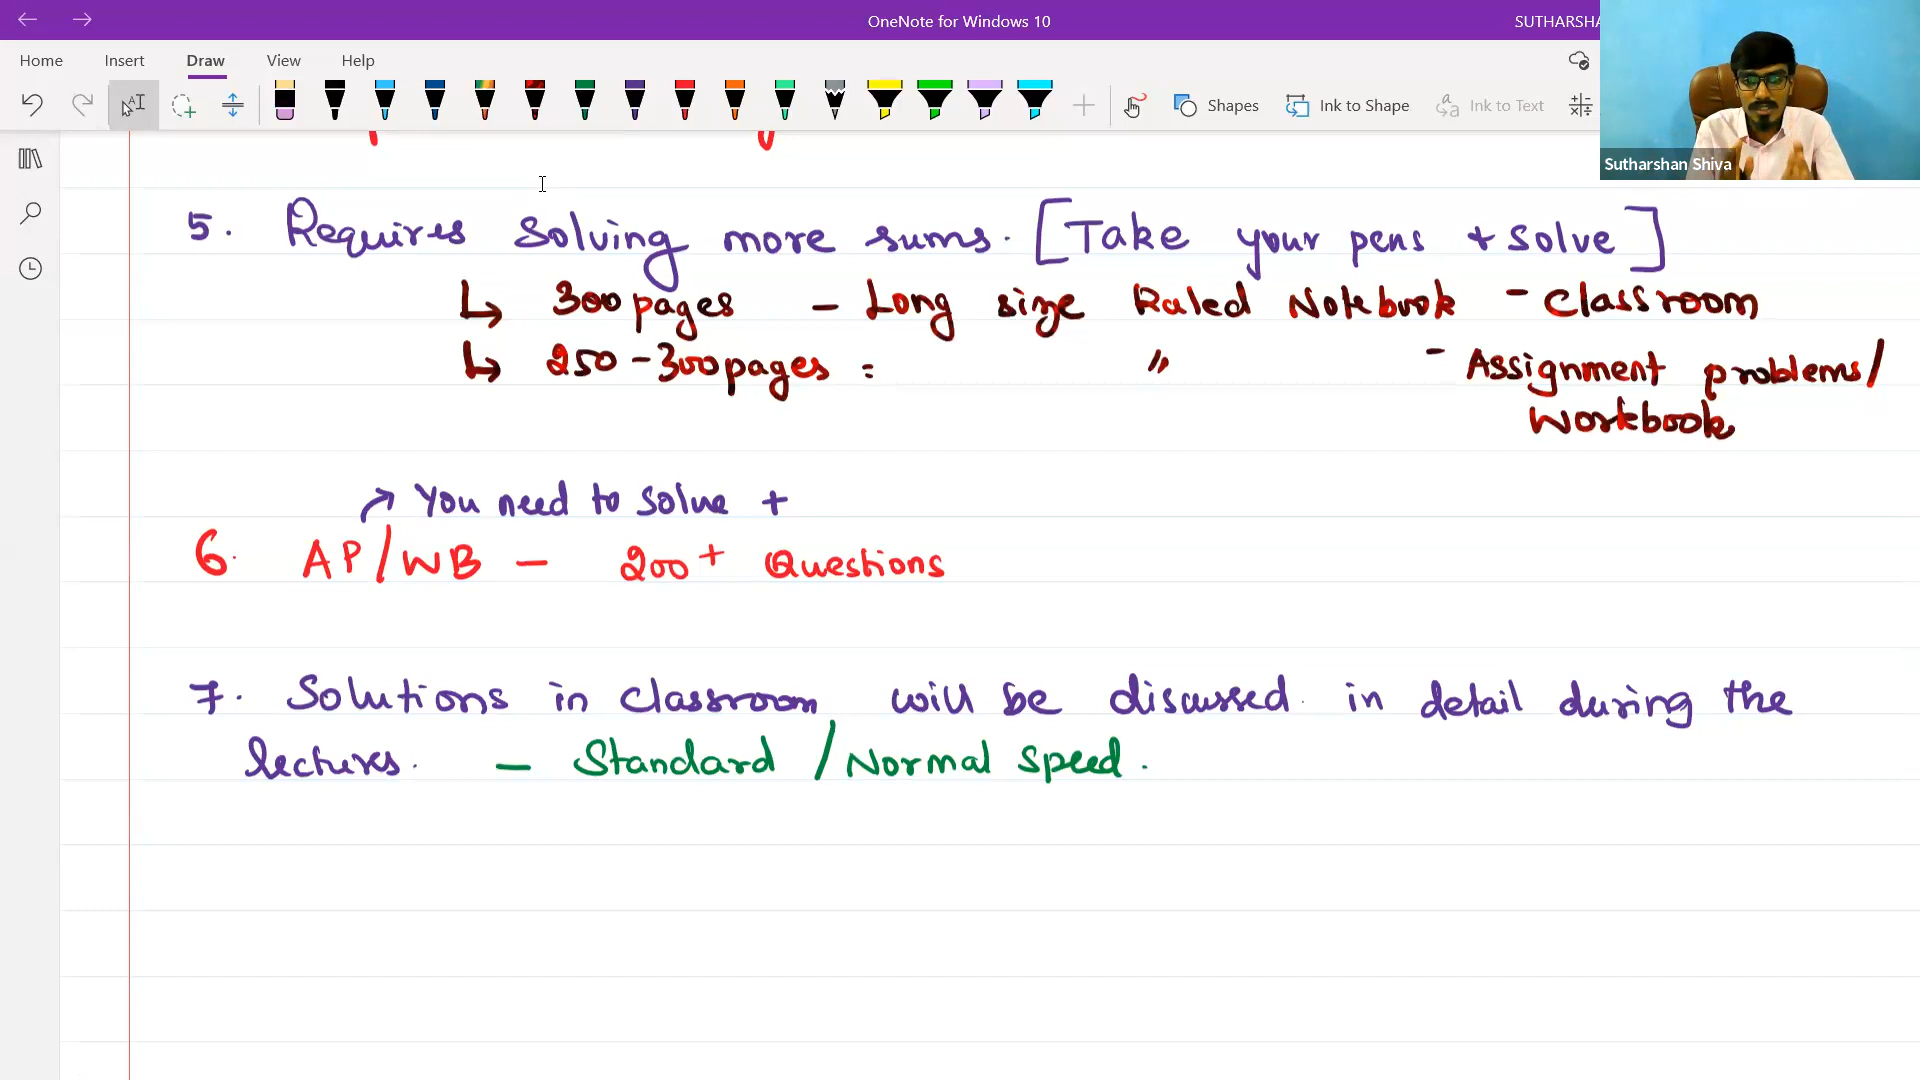 OneNote for Windows 10
SUTHARSHA
Home Insert Draw View Help
Shapes Ink to Shape Ink to Text
Sutharshan Shiva
5. Requires Solving more sums. [Take your pens + solve]
↳ 300 pages - Long size Ruled Notebook - Classroom
↳ 250-300 pages = " - Assignment problems/
Workbook
↗ You need to solve +
6. AP/WB - 200+ Questions
7. Solutions in classroom will be discussed in detail during the
lectures. - Standard / Normal speed.